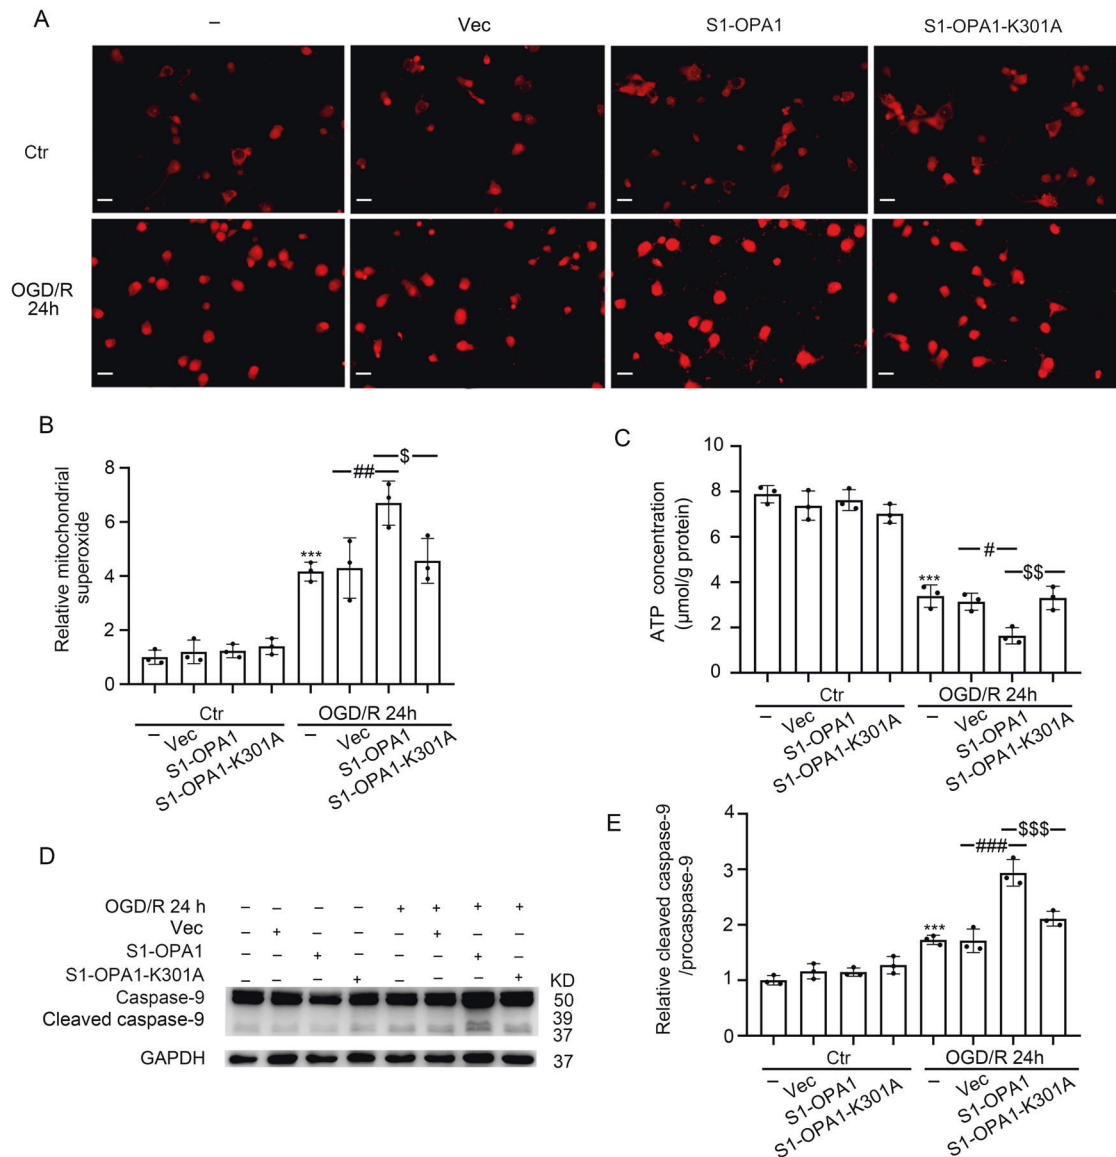 A
– Vec S1-OPA1 S1-OPA1-K301A
Ctr
OGD/R
24h
B
Relative mitochondrial
superoxide
8
6
4
2
0
***
##
$
Ctr OGD/R 24h
– Vec S1-OPA1 S1-OPA1-K301A – Vec S1-OPA1 S1-OPA1-K301A
C
ATP concentration
(μmol/g protein)
10
8
6
4
2
0
***
#
$$
Ctr OGD/R 24h
– Vec S1-OPA1 S1-OPA1-K301A – Vec S1-OPA1 S1-OPA1-K301A
D
OGD/R 24 h – – – – + + + +
Vec – + – – – + – –
S1-OPA1 – – + – – – + –
S1-OPA1-K301A – – – + – – – +
KD
Caspase-9 50
Cleaved caspase-9 39
37
GAPDH 37
E
Relative cleaved caspase-9
/procaspase-9
4
3
2
1
0
***
###
$$$
Ctr OGD/R 24h
– Vec S1-OPA1 S1-OPA1-K301A – Vec S1-OPA1 S1-OPA1-K301A